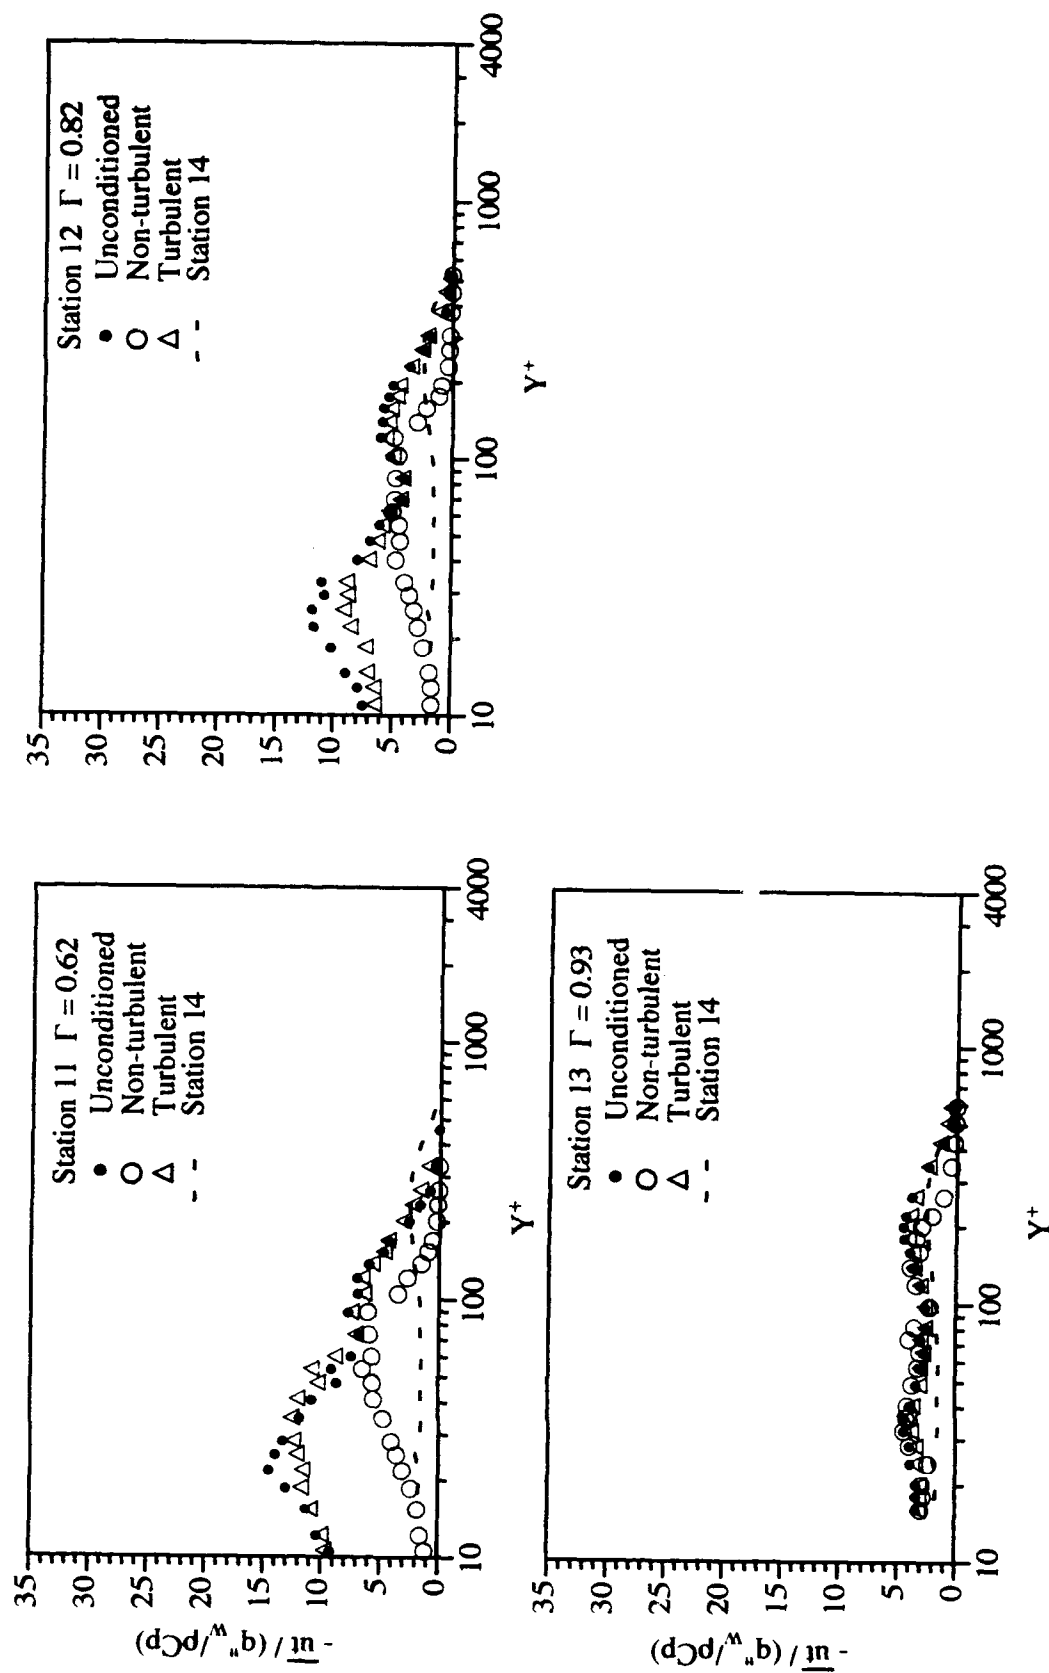 Station 11 Γ = 0.62
● Unconditioned
○ Non-turbulent
△ Turbulent
- - Station 14
35
30
25
20
15
10
5
0
10
100
1000
4000
Y+
- ut / (q"w/ρCp)
Station 12 Γ = 0.82
● Unconditioned
○ Non-turbulent
△ Turbulent
- - Station 14
35
30
25
20
15
10
5
0
10
100
1000
4000
Y+
Station 13 Γ = 0.93
● Unconditioned
○ Non-turbulent
△ Turbulent
- - Station 14
35
30
25
20
15
10
5
0
10
100
1000
4000
Y+
- ut / (q"w/ρCp)